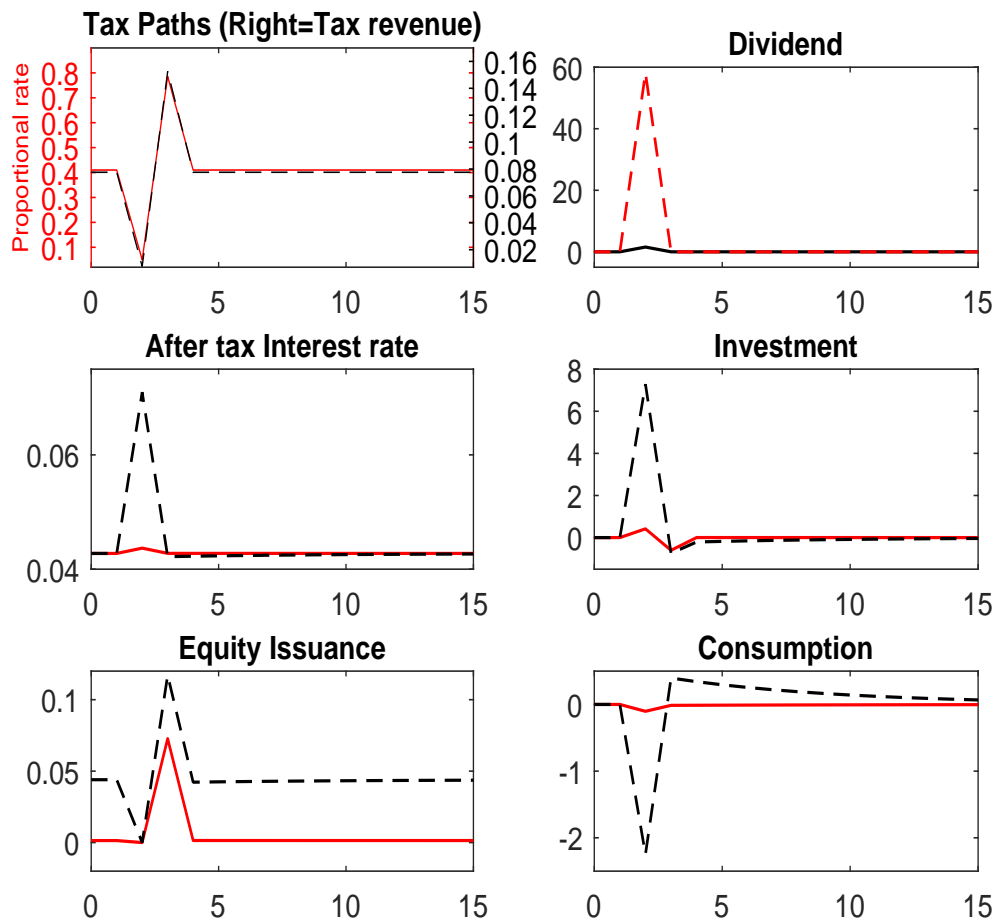 Tax Paths (Right=Tax revenue)
Proportional rate
0.8
0.7
0.6
0.5
0.4
0.3
0.2
0.1
0.16
0.14
0.12
0.1
0.08
0.06
0.04
0.02
0 5 10 15
Dividend
60
40
20
0
0 5 10 15
After tax Interest rate
0.06
0.04
0 5 10 15
Investment
8
6
4
2
0
0 5 10 15
Equity Issuance
0.1
0.05
0
0 5 10 15
Consumption
0
-1
-2
0 5 10 15